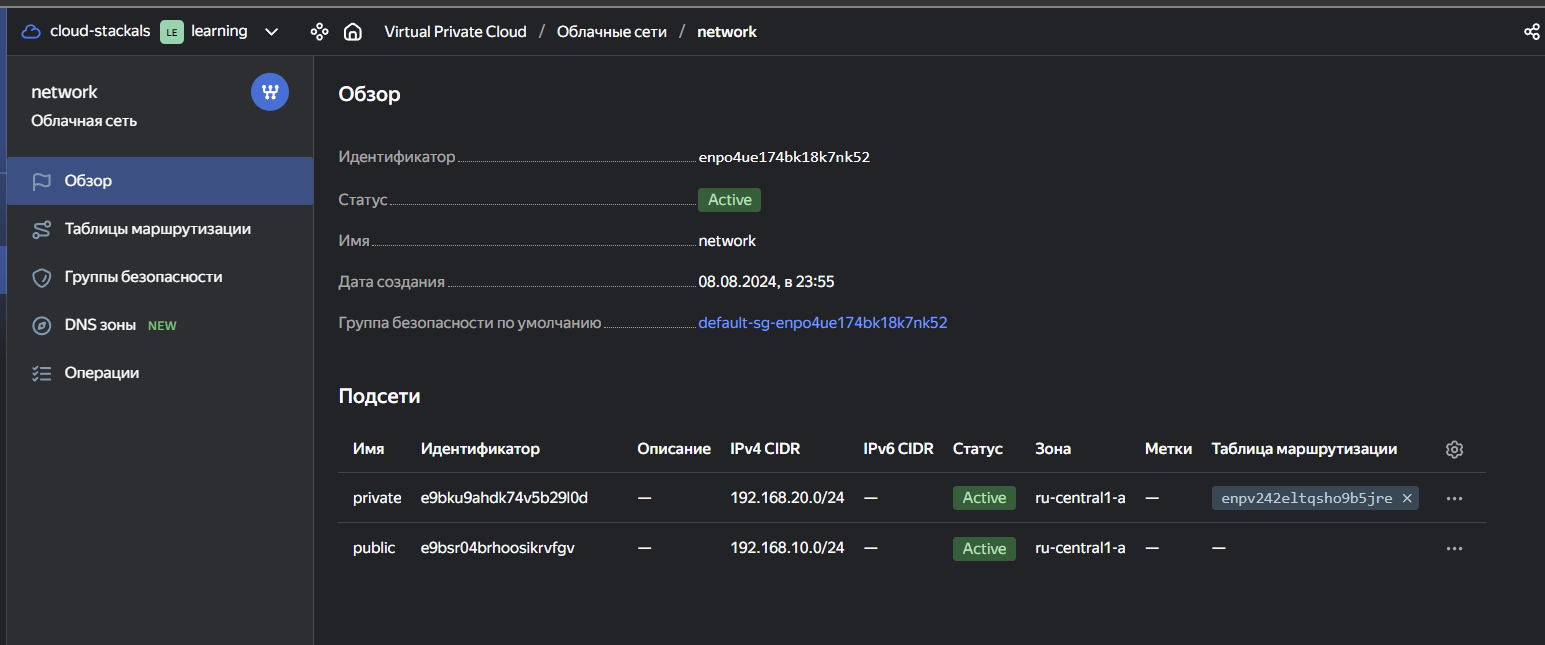 cloud-stackals LE learning Virtual Private Cloud / Облачные сети / network
network
Облачная сеть
Обзор
Таблицы маршрутизации
Группы безопасности
DNS зоны NEW
Операции
Обзор
Идентификатор enpo4ue174bk18k7nk52
Статус Active
Имя network
Дата создания 08.08.2024, в 23:55
Группа безопасности по умолчанию default-sg-enpo4ue174bk18k7nk52
Подсети
Имя Идентификатор Описание IPv4 CIDR IPv6 CIDR Статус Зона Метки Таблица маршрутизации
private e9bku9ahdk74v5b29l0d — 192.168.20.0/24 — Active ru-central1-a — enpv242eltqsho9b5jre ×
public e9bsr04brhoosikrvfgv — 192.168.10.0/24 — Active ru-central1-a — —